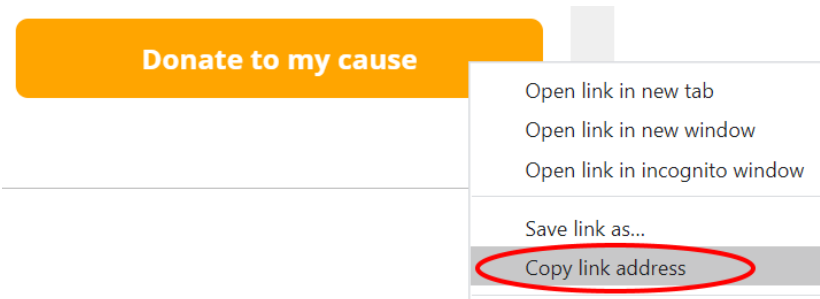 Donate to my cause
Open link in new tab
Open link in new window
Open link in incognito window
Save link as...
Copy link address